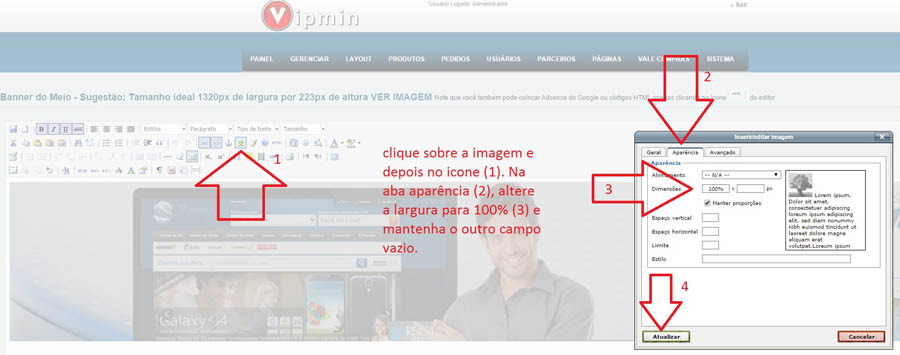 Usuário Logado: Administrador
Sair
Vipmin
PAINEL GERENCIAR LAYOUT PRODUTOS PEDIDOS USUÁRIOS PARCEIROS PÁGINAS VALE COMPRAS SISTEMA
2
Banner do Meio - Sugestão: Tamanho ideal 1320px de largura por 223px de altura VER IMAGEM Note que você também pode colocar Adsense do Google ou códigos HTML, apenas clicando no icone HTML do editor
B I U ABC Estilos Parágrafo Tipo de fonte Tamanho
1
clique sobre a imagem e
depois no icone (1). Na
aba aparência (2), altere
a largura para 100% (3) e
mantenha o outro campo
vazio.
Inserir/editar imagem
Geral Aparência Avançado
Aparência
Alinhamento -- N/A --
3
Dimensões 100% x px
Manter proporções
Espaço vertical
Espaço horizontal
Limite
Estilo
Lorem ipsum,
Dolor sit amet,
consectetuer adipiscing
loreum ipsum edipiscing
elit, sed diam nonummy
nibh euismod tincidunt ut
laoreet dolore magna
aliquam erat
volutpat.Loreum ipsum
4
Atualizar Cancelar
Galaxy S4